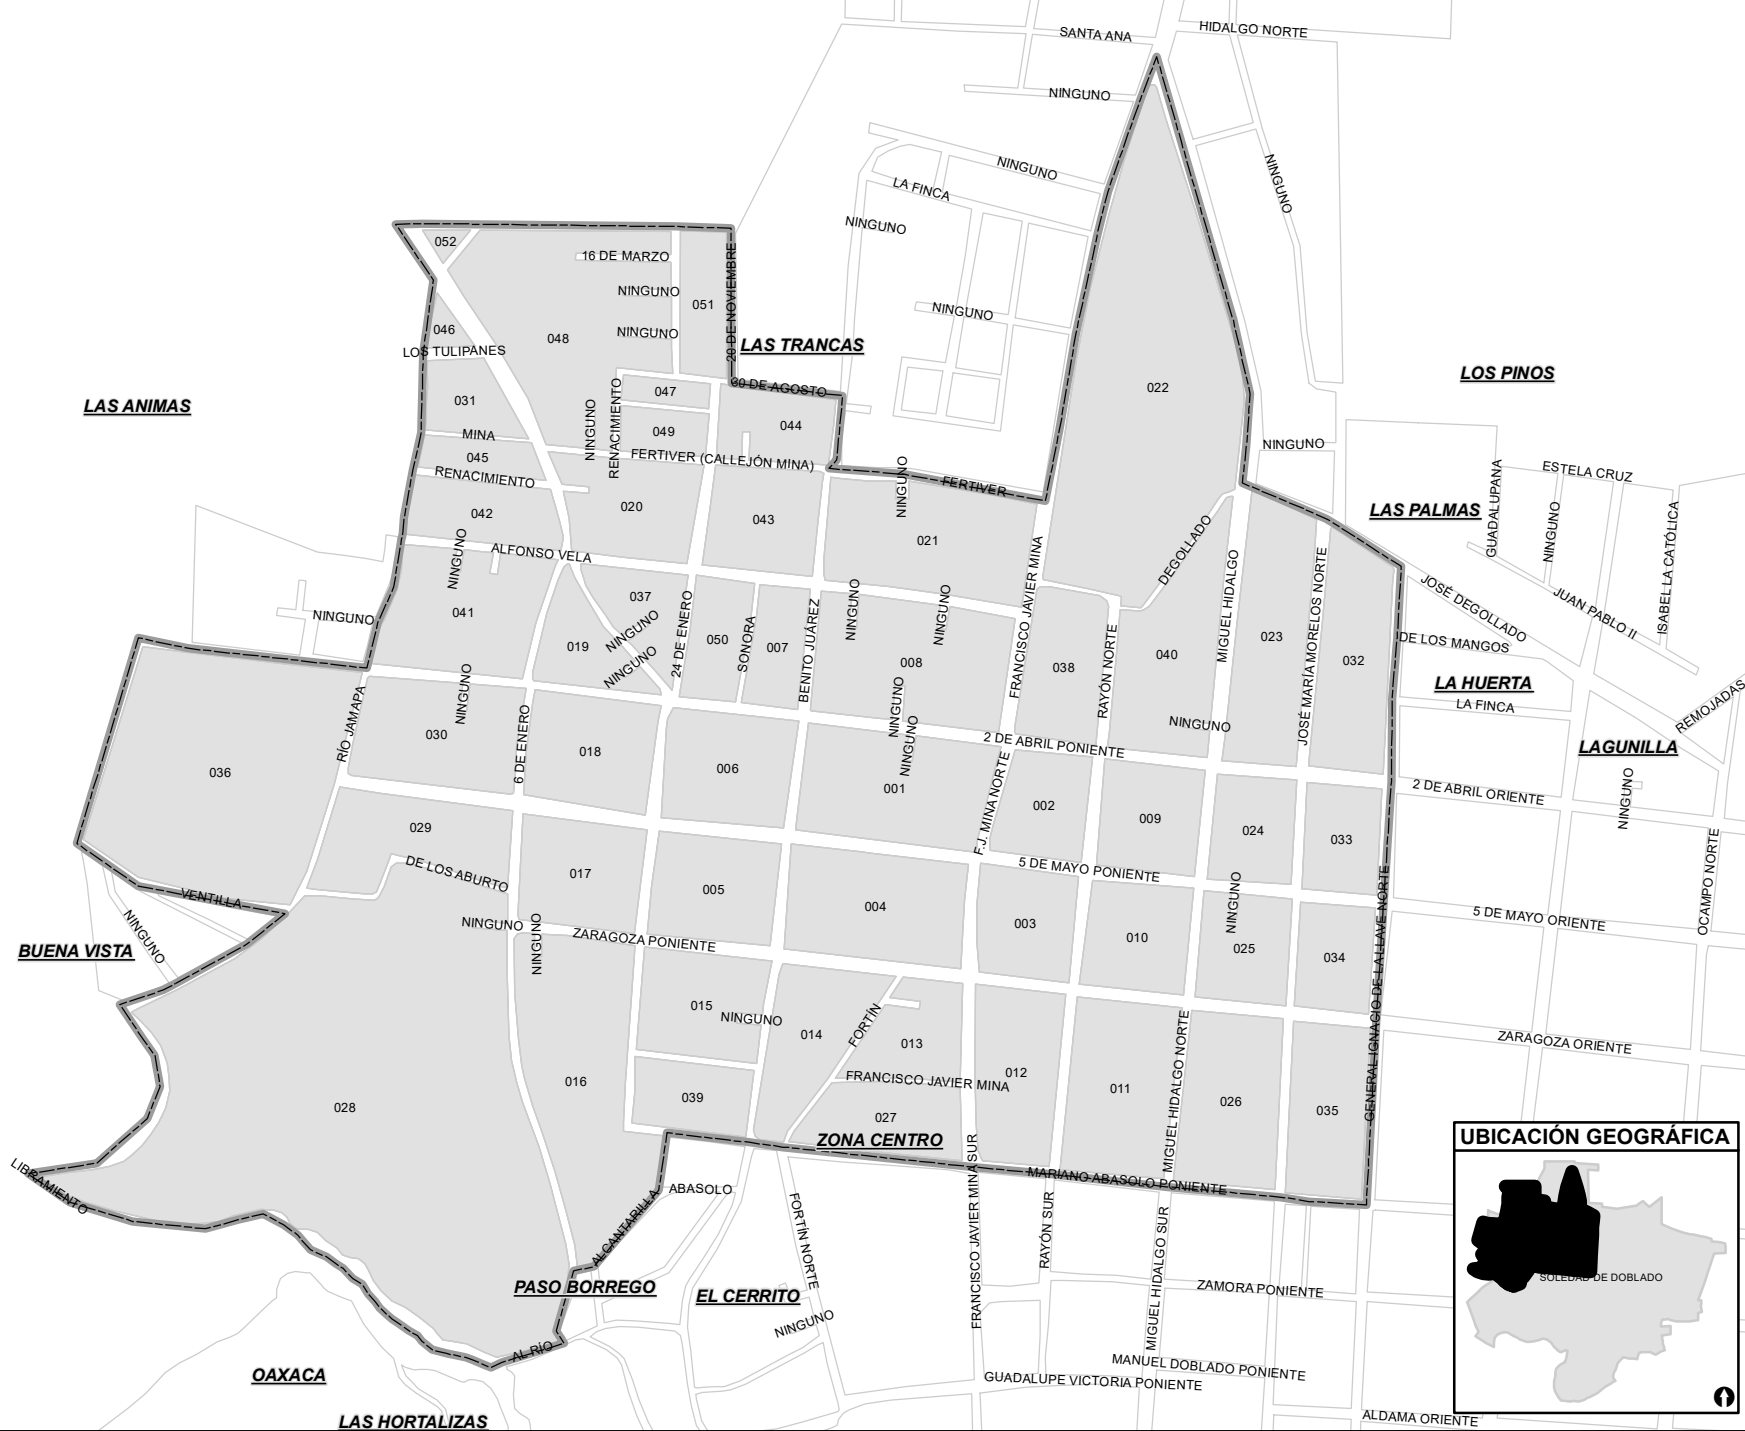 SANTA ANA
HIDALGO NORTE
NINGUNO
NINGUNO
NINGUNO
LA FINCA
NINGUNO
052
16 DE MARZO
20 DE NOVIEMBRE
NINGUNO
051
NINGUNO
046
NINGUNO
048
LOS TULIPANES
LAS TRANCAS
LOS PINOS
30 DE AGOSTO
022
047
LAS ANIMAS
031
NINGUNO
RENACIMIENTO
044
049
MINA
NINGUNO
045
FERTIVER (CALLEJÓN MINA)
RENACIMIENTO
NINGUNO
FERTIVER
ESTELA CRUZ
GUADALUPANA
NINGUNO
ISABEL LA CATÓLICA
LAS PALMAS
042
020
043
021
ALFONSO VELA
NINGUNO
DEGOLLADO
FRANCISCO JAVIER MINA
MIGUEL HIDALGO
JOSÉ MARÍA MORELOS NORTE
JOSÉ DEGOLLADO
JUAN PABLO II
NINGUNO
041
037
NINGUNO
NINGUNO
24 DE ENERO
050
SONORA
007
BENITO JUÁREZ
NINGUNO
NINGUNO
019
008
038
RAYÓN NORTE
040
023
032
DE LOS MANGOS
LA HUERTA
LA FINCA
REMOJADAS
LAGUNILLA
RÍO JAMAPA
NINGUNO
030
6 DE ENERO
018
006
NINGUNO
NINGUNO
NINGUNO
2 DE ABRIL PONIENTE
036
001
F.J. MINA NORTE
002
009
024
033
2 DE ABRIL ORIENTE
NINGUNO
OCAMPO NORTE
029
DE LOS ABURTO
017
005
5 DE MAYO PONIENTE
NINGUNO
GENERAL IGNACIO DE LA LLAVE NORTE
VENTILLA
004
003
010
025
034
5 DE MAYO ORIENTE
NINGUNO
BUENA VISTA
NINGUNO
NINGUNO
ZARAGOZA PONIENTE
015
NINGUNO
014
FORTÍN
013
ZARAGOZA ORIENTE
FRANCISCO JAVIER MINA
012
MIGUEL HIDALGO NORTE
016
039
028
011
026
035
027
ZONA CENTRO
UBICACIÓN GEOGRÁFICA
SOLEDAD DE DOBLADO
LIBRAMIENTO
MARIANO ABASOLO PONIENTE
ABASOLO
ALCANTARILLA
FORTÍN NORTE
FRANCISCO JAVIER MINA SUR
RAYÓN SUR
MIGUEL HIDALGO SUR
PASO BORREGO
EL CERRITO
ZAMORA PONIENTE
NINGUNO
AL RÍO
OAXACA
MANUEL DOBLADO PONIENTE
GUADALUPE VICTORIA PONIENTE
LAS HORTALIZAS
ALDAMA ORIENTE